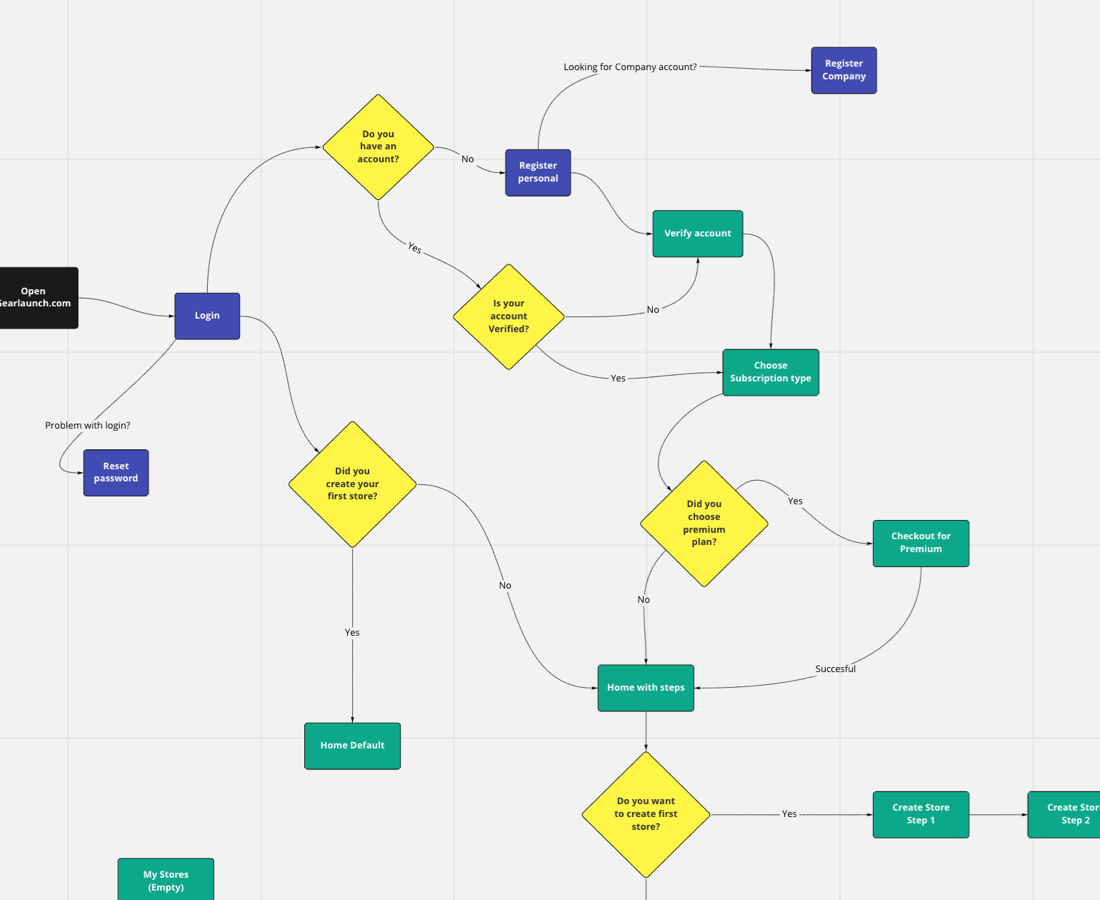 Looking for Company account?
Register
Company
Do you
have an
account?
No
Register
personal
Verify account
Yes
Open
Gearlaunch.com
Login
Is your
account
Verified?
No
Yes
Choose
Subscription type
Problem with login?
Reset
password
Did you
create your
first store?
Did you
choose
premium
plan?
Yes
Checkout for
Premium
No
No
Yes
Succesful
Home with steps
Home Default
Do you want
to create first
store?
Yes
Create Store
Step 1
Create Stor
Step 2
My Stores
(Empty)